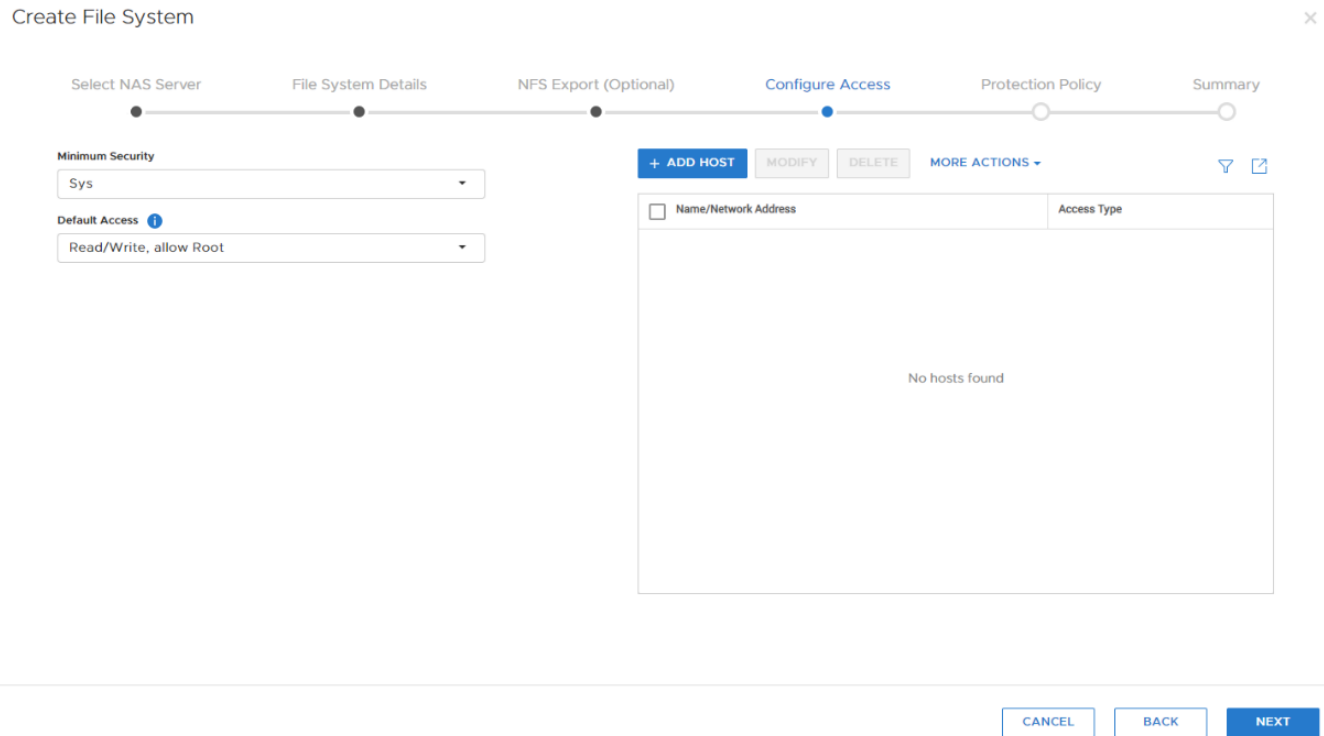 Create File System
Select NAS Server
File System Details
NFS Export (Optional)
Configure Access
Protection Policy
Summary
Minimum Security
Sys
Default Access
Read/Write, allow Root
+ ADD HOST
MODIFY
DELETE
MORE ACTIONS
Name/Network Address
Access Type
No hosts found
CANCEL
BACK
NEXT